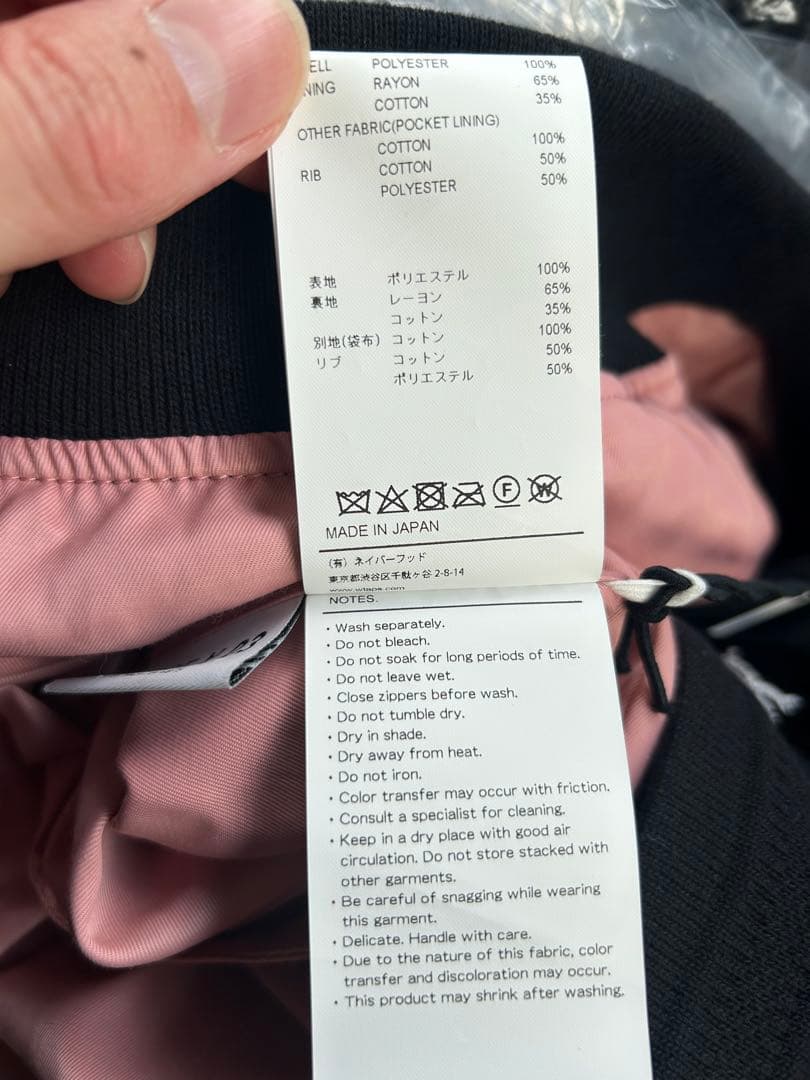 ELL POLYESTER 100%
NING RAYON 65%
COTTON 35%
OTHER FABRIC(POCKET LINING)
COTTON 100%
RIB COTTON 50%
POLYESTER 50%
表地 ポリエステル 100%
裏地 レーヨン 65%
コットン 35%
別地(袋布) コットン 100%
リブ コットン 50%
ポリエステル 50%
F W
MADE IN JAPAN
(有) ネイバーフッド
東京都渋谷区千駄ヶ谷 2-8-14
www.wtaps.com
NOTES.
・Wash separately.
・Do not bleach.
・Do not soak for long periods of time.
・Do not leave wet.
・Close zippers before wash.
・Do not tumble dry.
・Dry in shade.
・Dry away from heat.
・Do not iron.
・Color transfer may occur with friction.
・Consult a specialist for cleaning.
・Keep in a dry place with good air
circulation. Do not store stacked with
other garments.
・Be careful of snagging while wearing
this garment.
・Delicate. Handle with care.
・Due to the nature of this fabric, color
transfer and discoloration may occur.
・This product may shrink after washing.